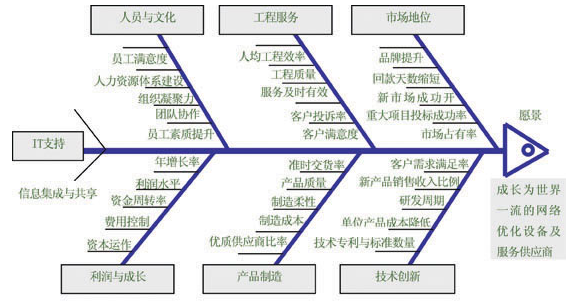 人员与文化
工程服务
市场地位
员工满意度
人力资源体系建设
组织凝聚力
团队协作
员工素质提升
人均工程效率
工程质量
服务及时有效
客户投诉率
客户满意度
品牌提升
回款天数缩短
新市场成功开
重大项目投标成功率
市场占有率
愿景
IT支持
信息集成与共享
年增长率
利润水平
资金周转率
费用控制
资本运作
准时交货率
产品质量
制造柔性
制造成本
优质供应商比率
客户需求满足率
新产品销售收入比例
研发周期
单位产品成本降低
技术专利与标准数量
成长为世界
一流的网络
优化设备及
服务供应商
利润与成长
产品制造
技术创新